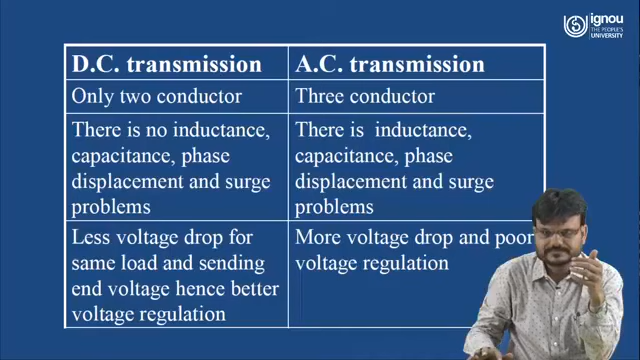 ignou
THE PEOPLE'S
UNIVERSITY
D.C. transmission
A.C. transmission
Only two conductor
Three conductor
There is no inductance,
capacitance, phase
displacement and surge
problems
There is inductance,
capacitance, phase
displacement and surge
problems
Less voltage drop for
same load and sending
end voltage hence better
voltage regulation
More voltage drop and poor
voltage regulation